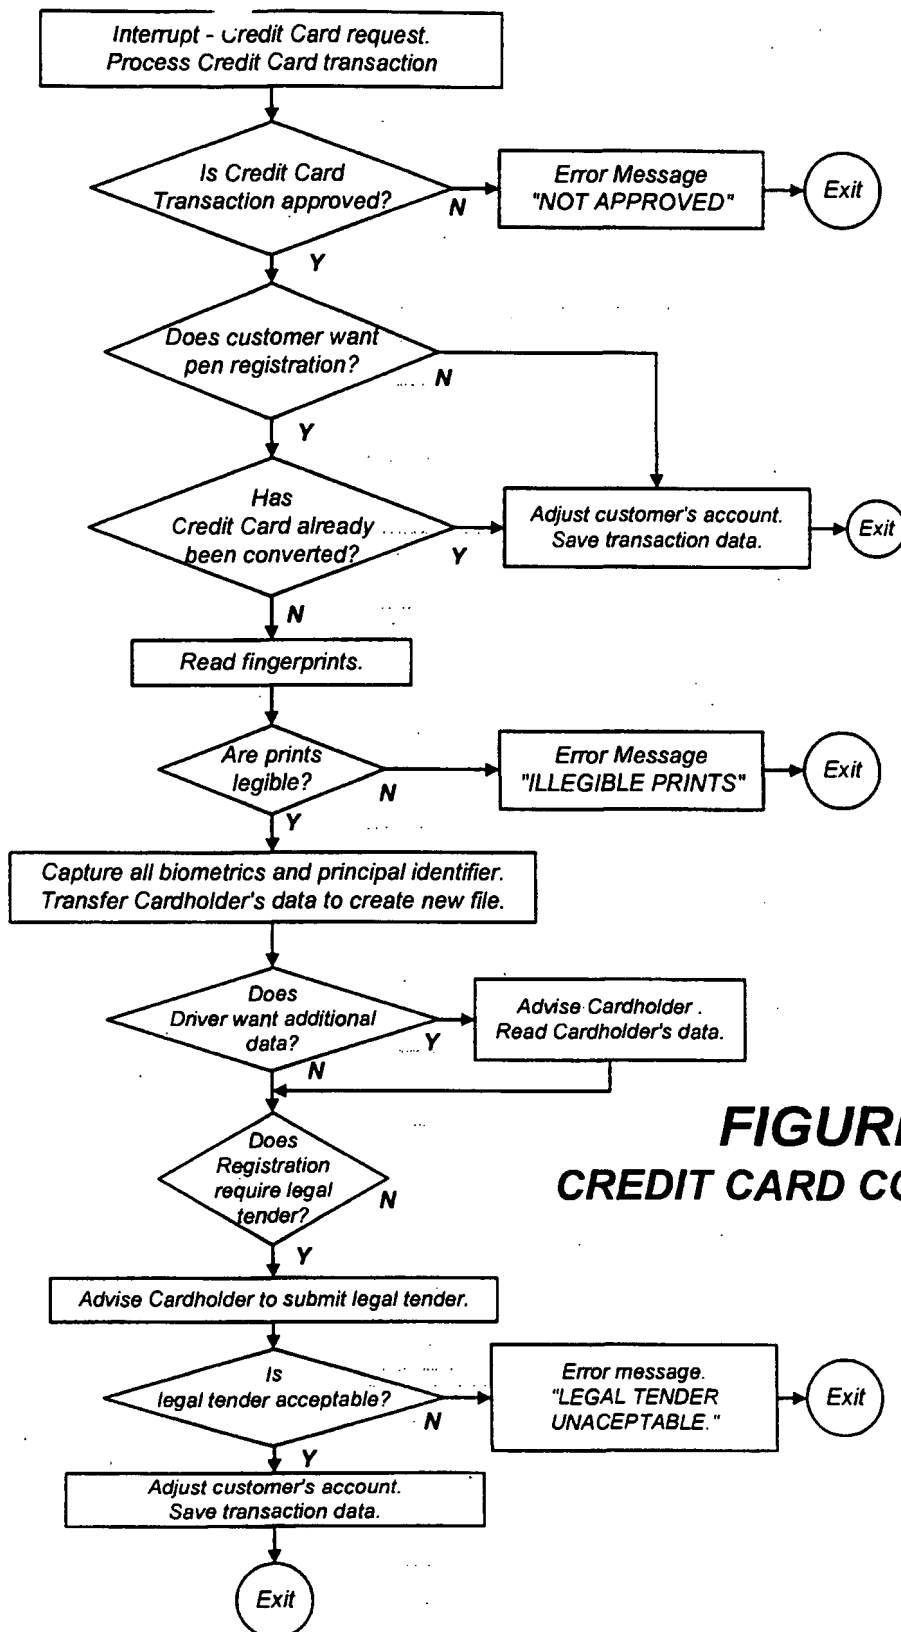 Interrupt - Credit Card request.
Process Credit Card transaction
Is Credit Card
Transaction approved?
N
Error Message
"NOT APPROVED"
Exit
Y
Does customer want
pen registration?
N
Y
Has
Credit Card already
been converted?
Y
Adjust customer's account.
Save transaction data.
Exit
N
Read fingerprints.
Are prints
legible?
N
Error Message
"ILLEGIBLE PRINTS"
Exit
Y
Capture all biometrics and principal identifier.
Transfer Cardholder's data to create new file.
Does
Driver want additional
data?
Y
Advise Cardholder .
Read Cardholder's data.
N
Does
Registration
require legal
tender?
N
FIGUR
CREDIT CARD CO
Y
Advise Cardholder to submit legal tender.
Is
legal tender acceptable?
N
Error message.
"LEGAL TENDER
UNACEPTABLE."
Exit
Y
Adjust customer's account.
Save transaction data.
Exit